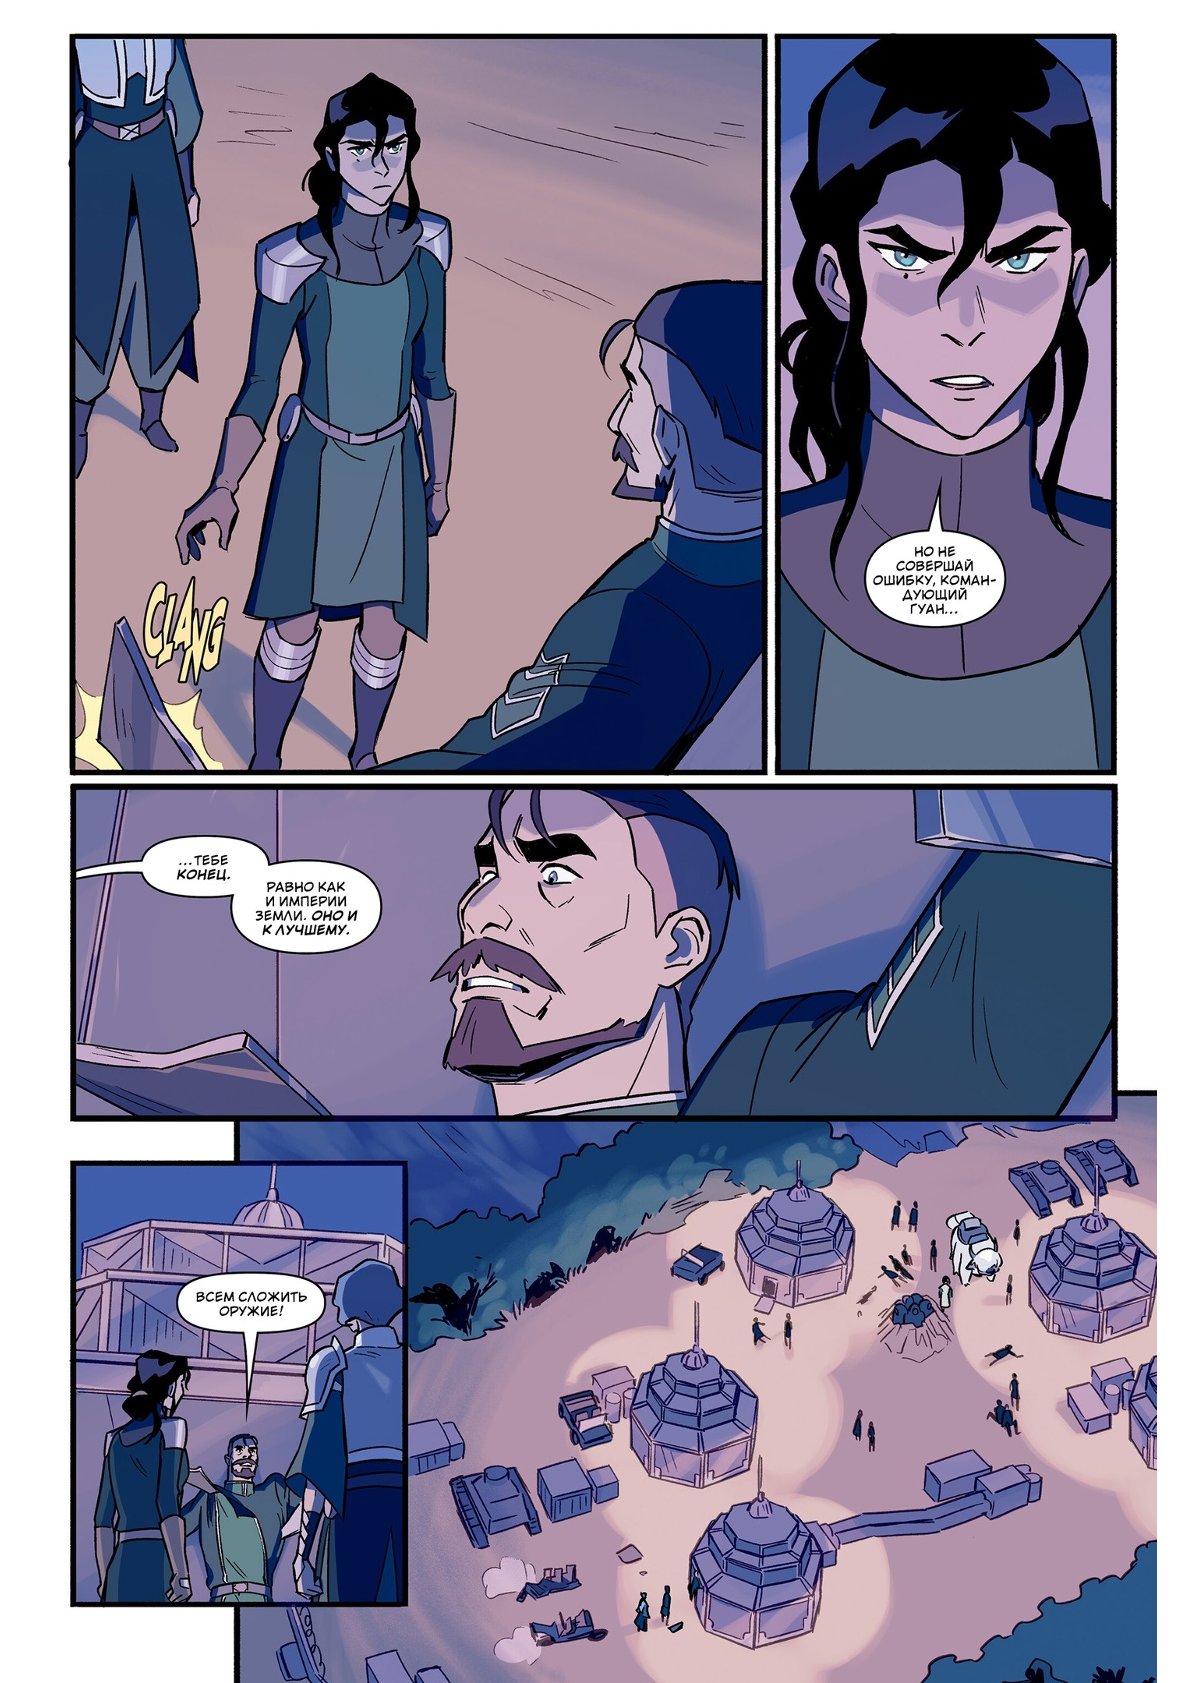 CLANG
НО НЕ
СОВЕРШАЙ
ОШИБКУ, КОМАН-
ДУЮЩИЙ
ГУАН...
...ТЕБЕ
КОНЕЦ.
РАВНО КАК
И ИМПЕРИИ
ЗЕМЛИ. ОНО И
К ЛУЧШЕМУ.
ВСЕМ СЛОЖИТЬ
ОРУЖИЕ!